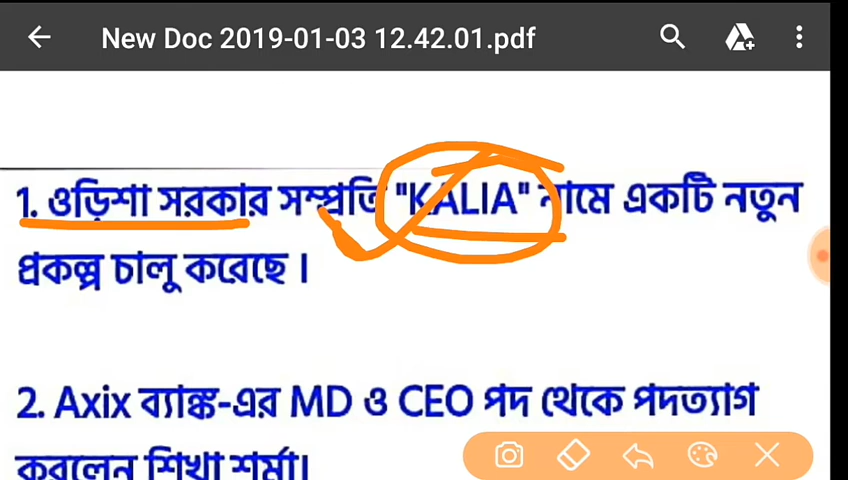 New Doc 2019-01-03 12.42.01.pdf
1. ওড়িশা সরকার সম্প্রতি "KALIA" নামে একটি নতুন
প্রকল্প চালু করেছে ।
2. Axix ব্যাঙ্ক-এর MD ও CEO পদ থেকে পদত্যাগ
করলেন শিখা শর্মা।